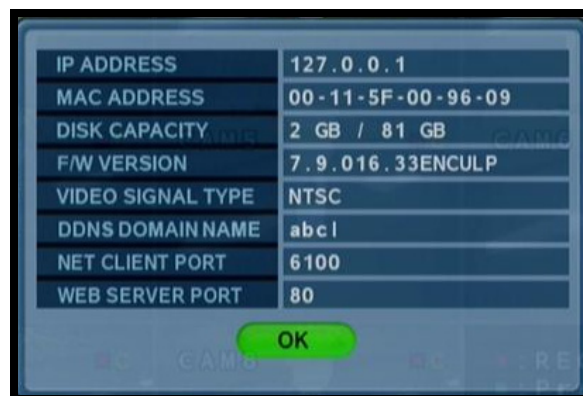 IP ADDRESS 127.0.0.1
MAC ADDRESS 00-11-5F-00-96-09
DISK CAPACITY 2 GB / 81 GB
F/W VERSION 7.9.016.33ENCULP
VIDEO SIGNAL TYPE NTSC
DDNS DOMAIN NAME abcl
NET CLIENT PORT 6100
WEB SERVER PORT 80
OK
CAM8